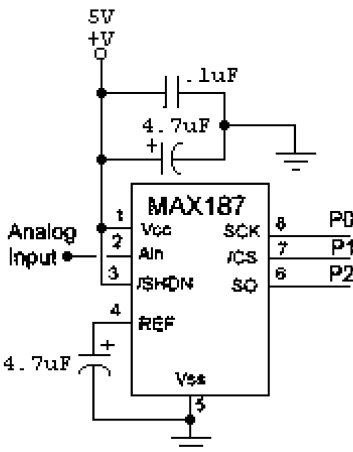 5V
+V
.1uF
4.7uF
+
MAX187
1
Vcc
SCK
8
P0
Analog
Input
2
Ain
/CS
7
P1
3
/SHDN
SO
6
P2
4
REF
+
4.7uF
Vss
5